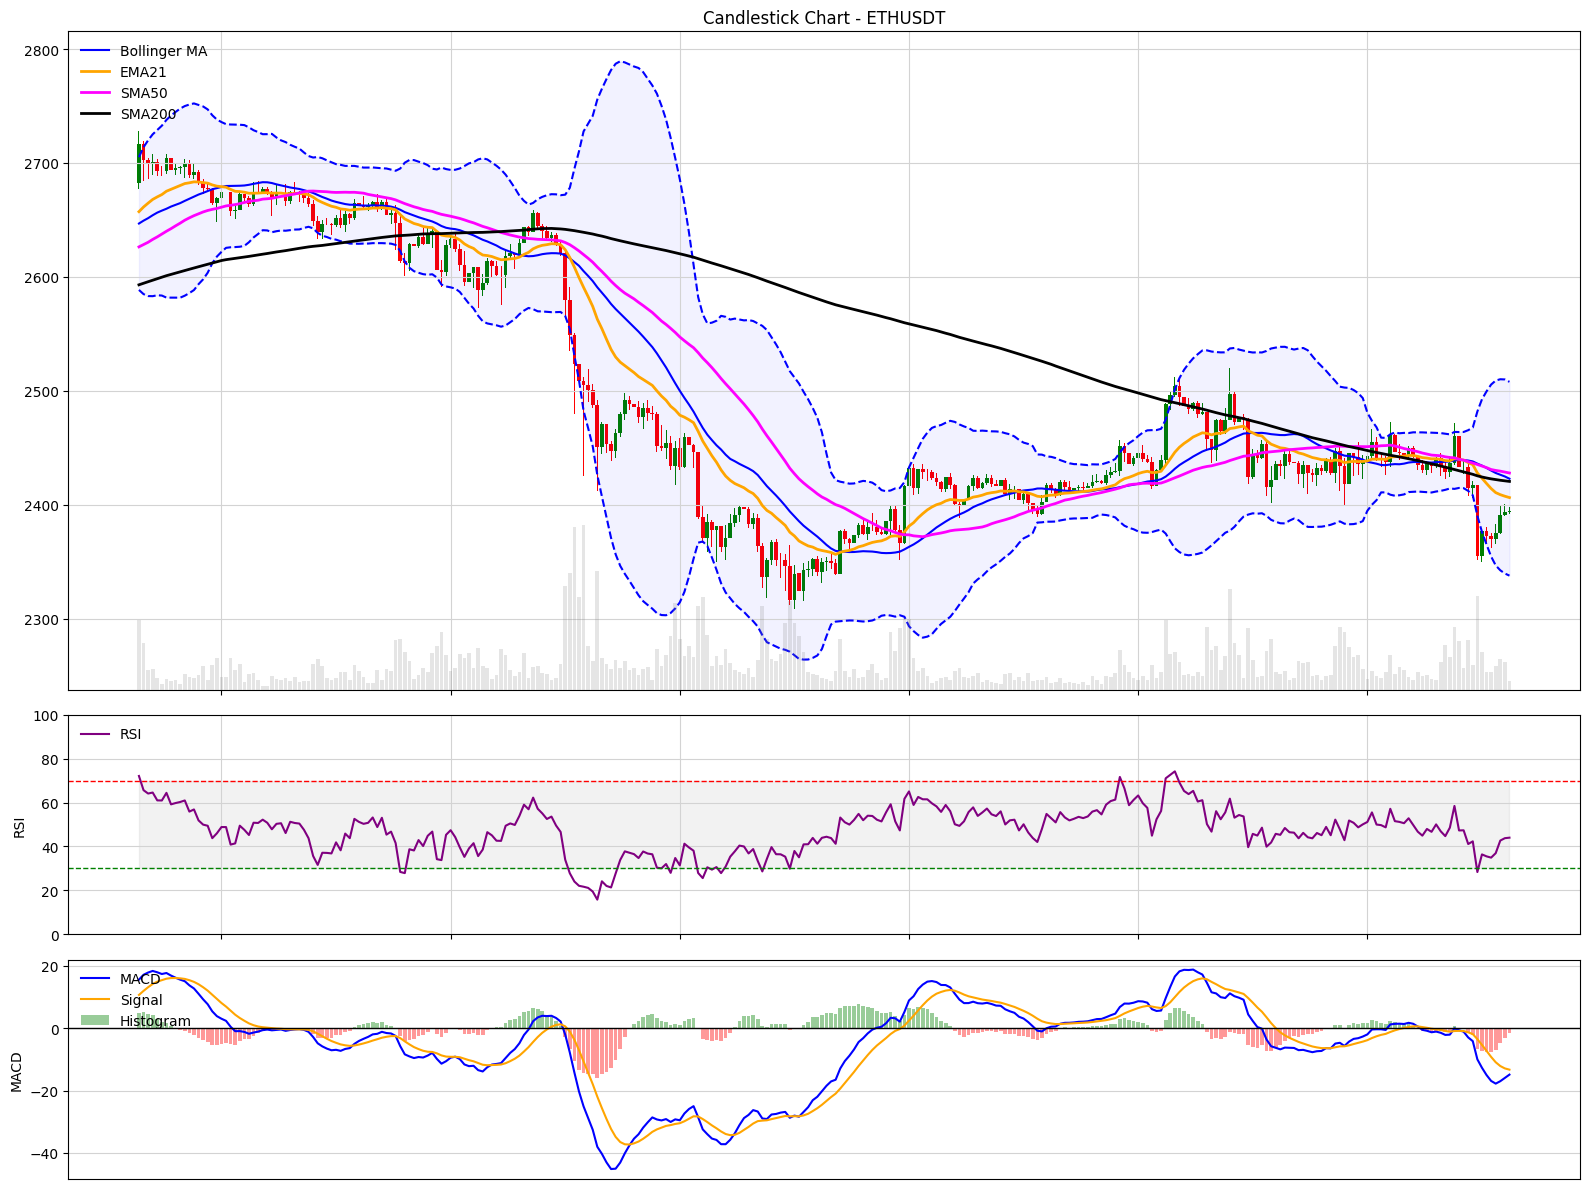 Candlestick Chart - ETHUSDT
2800
2700
2600
2500
2400
2300
Bollinger MA
EMA21
SMA50
SMA200
100
80
60
40
20
0
RSI
RSI
20
0
−20
−40
MACD
MACD
Signal
Histogram